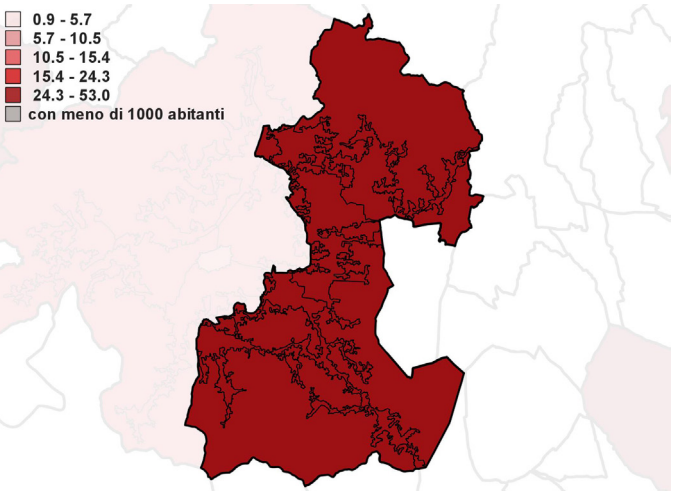 0.9 - 5.7
5.7 - 10.5
10.5 - 15.4
15.4 - 24.3
24.3 - 53.0
con meno di 1000 abitanti